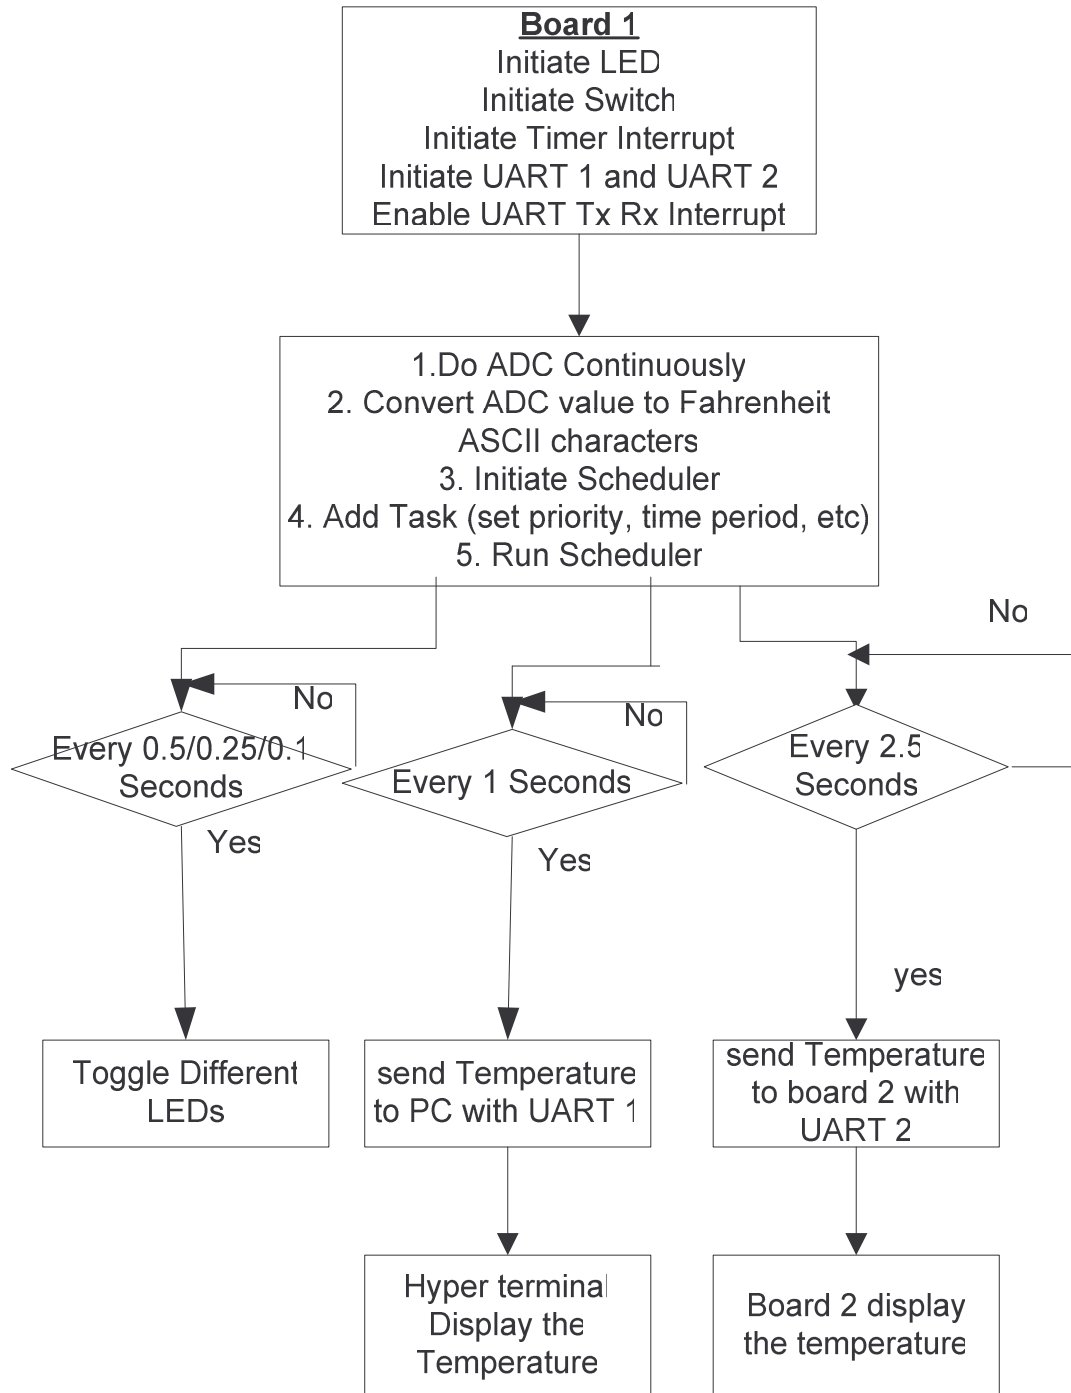 Board 1
Initiate LED
Initiate Switch
Initiate Timer Interrupt
Initiate UART 1 and UART 2
Enable UART Tx Rx Interrupt
1.Do ADC Continuously
2. Convert ADC value to Fahrenheit
ASCII characters
3. Initiate Scheduler
4. Add Task (set priority, time period, etc)
5. Run Scheduler
No
No
No
Every 0.5/0.25/0.1
Seconds
Every 1 Seconds
Every 2.5
Seconds
Yes
Yes
yes
Toggle Different
LEDs
send Temperature
to PC with UART 1
send Temperature
to board 2 with
UART 2
Hyper terminal
Display the
Temperature
Board 2 display
the temperature